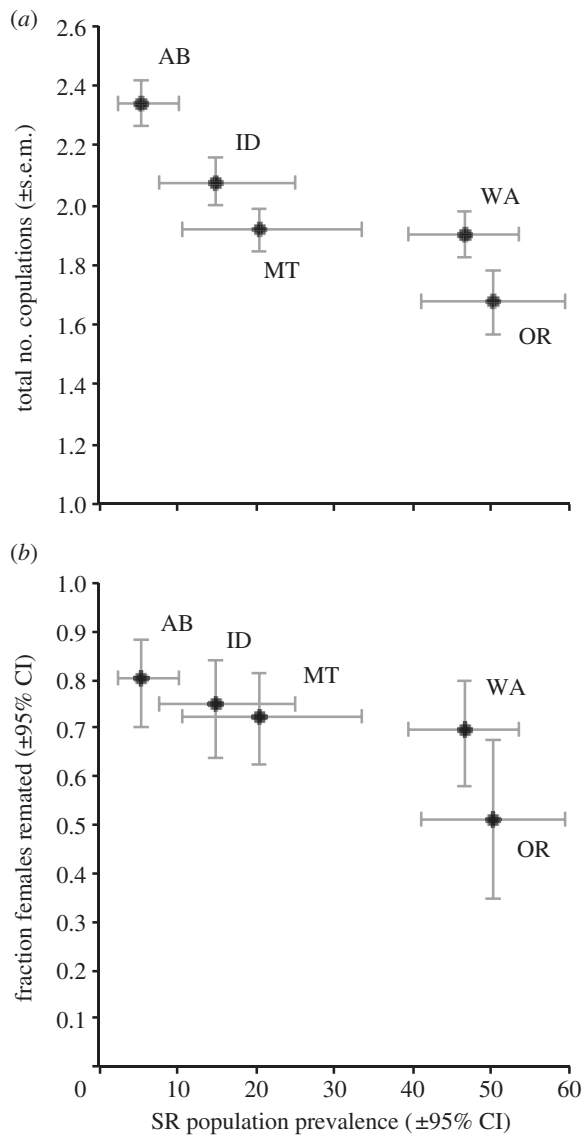 (a)
2.6
AB
2.4
2.2
ID
2.0
WA
1.8
MT
1.6
OR
1.4
1.2
1.0
total no. copulations (±s.e.m.)
(b)
1.0
0.9
AB
ID
0.8
MT
WA
0.7
0.6
0.5
OR
0.4
0.3
0.2
0.1
fraction females remated (±95% CI)
0 10 20 30 40 50 60
SR population prevalence (±95% CI)